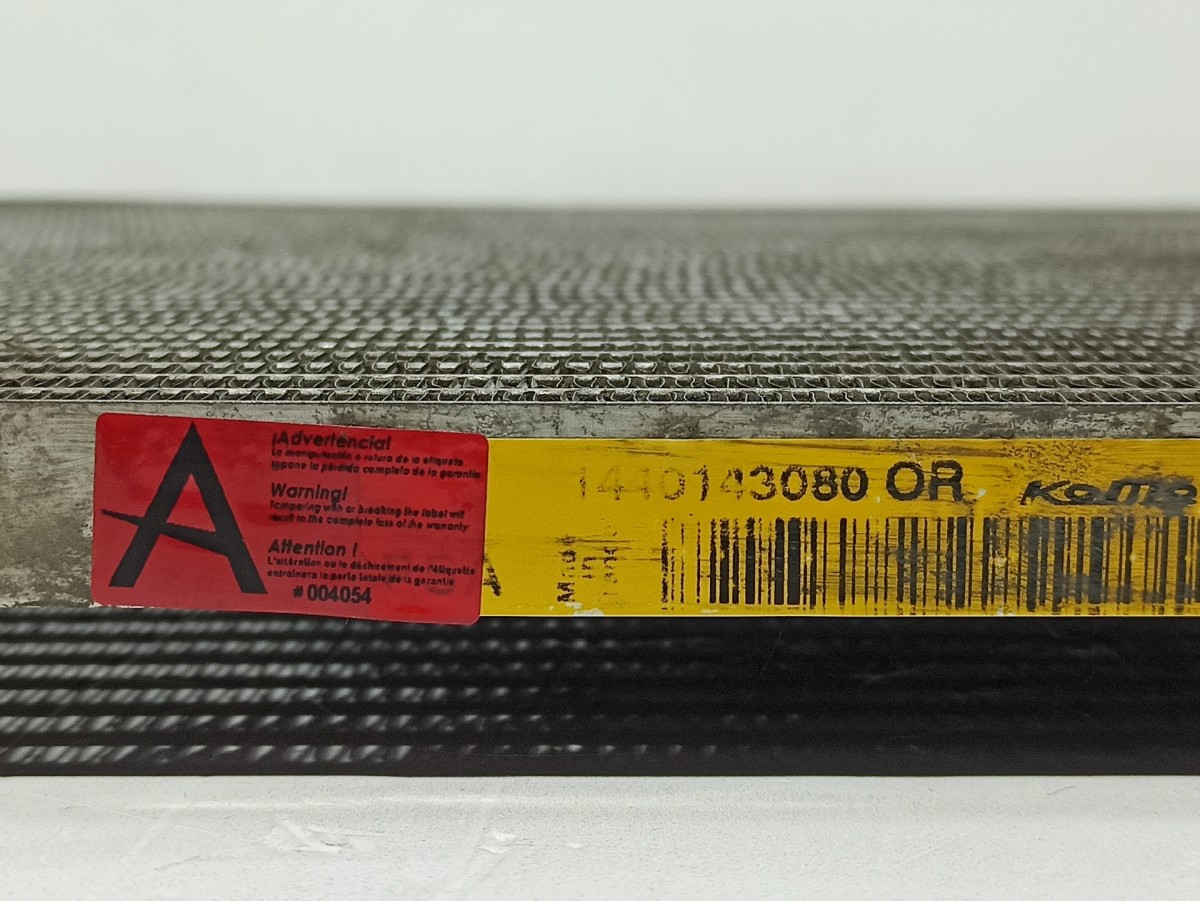 ¡Advertencia!
La manipulación o rotura de la etiqueta
supone la pérdida completa de la garantía
Warning!
Tampering with or breaking the label will
result in the complete loss of the warranty
Attention !
L'altération ou le déchirement de l'étiquette
entraînera la perte totale de la garantie
# 004054
1440143080 OR